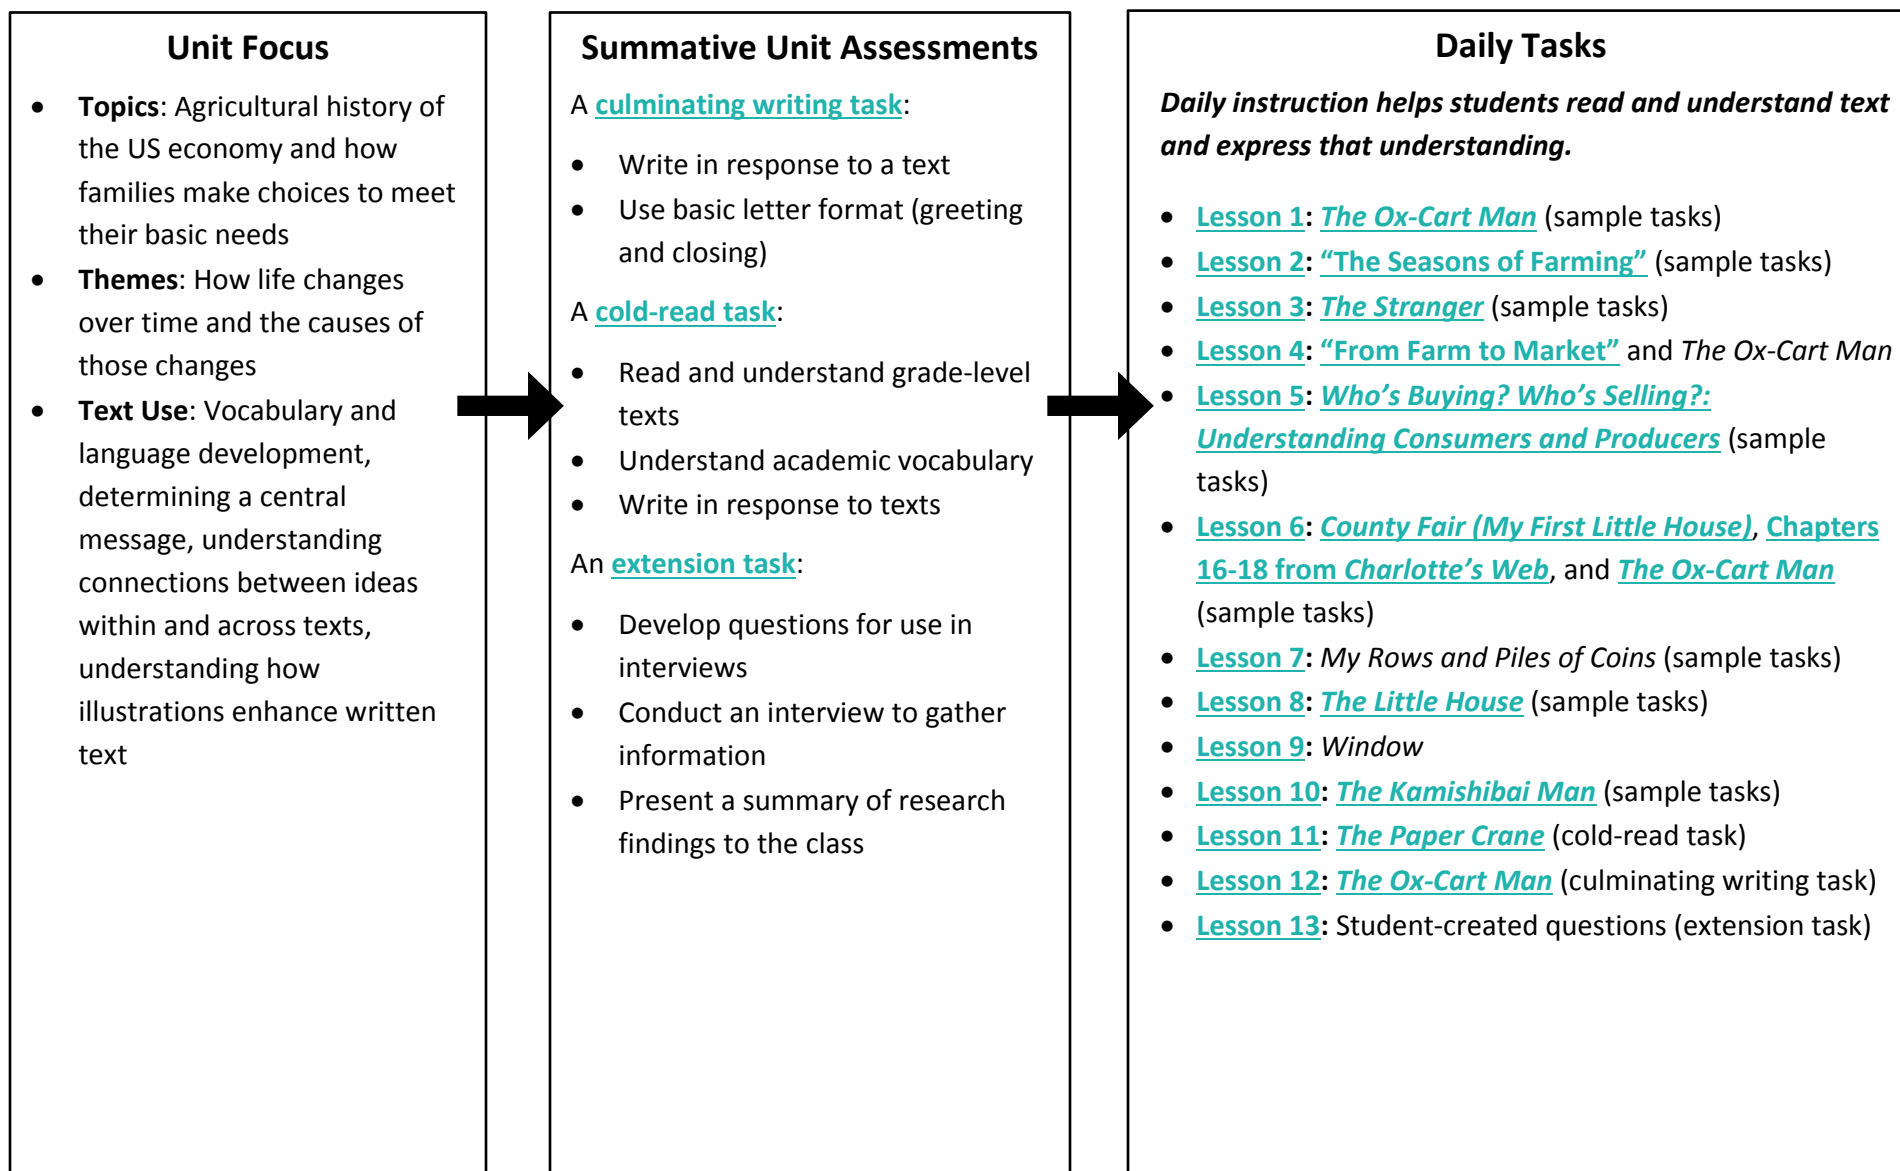 Unit Focus
• Topics: Agricultural history of
the US economy and how
families make choices to meet
their basic needs
• Themes: How life changes
over time and the causes of
those changes
• Text Use: Vocabulary and
language development,
determining a central
message, understanding
connections between ideas
within and across texts,
understanding how
illustrations enhance written
text
Summative Unit Assessments
A culminating writing task:
• Write in response to a text
• Use basic letter format (greeting
and closing)
A cold-read task:
• Read and understand grade-level
texts
• Understand academic vocabulary
• Write in response to texts
An extension task:
• Develop questions for use in
interviews
• Conduct an interview to gather
information
• Present a summary of research
findings to the class
Daily Tasks
Daily instruction helps students read and understand text
and express that understanding.
• Lesson 1: The Ox-Cart Man (sample tasks)
• Lesson 2: “The Seasons of Farming” (sample tasks)
• Lesson 3: The Stranger (sample tasks)
• Lesson 4: “From Farm to Market” and The Ox-Cart Man
• Lesson 5: Who’s Buying? Who’s Selling?:
Understanding Consumers and Producers (sample
tasks)
• Lesson 6: County Fair (My First Little House), Chapters
16-18 from Charlotte’s Web, and The Ox-Cart Man
(sample tasks)
• Lesson 7: My Rows and Piles of Coins (sample tasks)
• Lesson 8: The Little House (sample tasks)
• Lesson 9: Window
• Lesson 10: The Kamishibai Man (sample tasks)
• Lesson 11: The Paper Crane (cold-read task)
• Lesson 12: The Ox-Cart Man (culminating writing task)
• Lesson 13: Student-created questions (extension task)